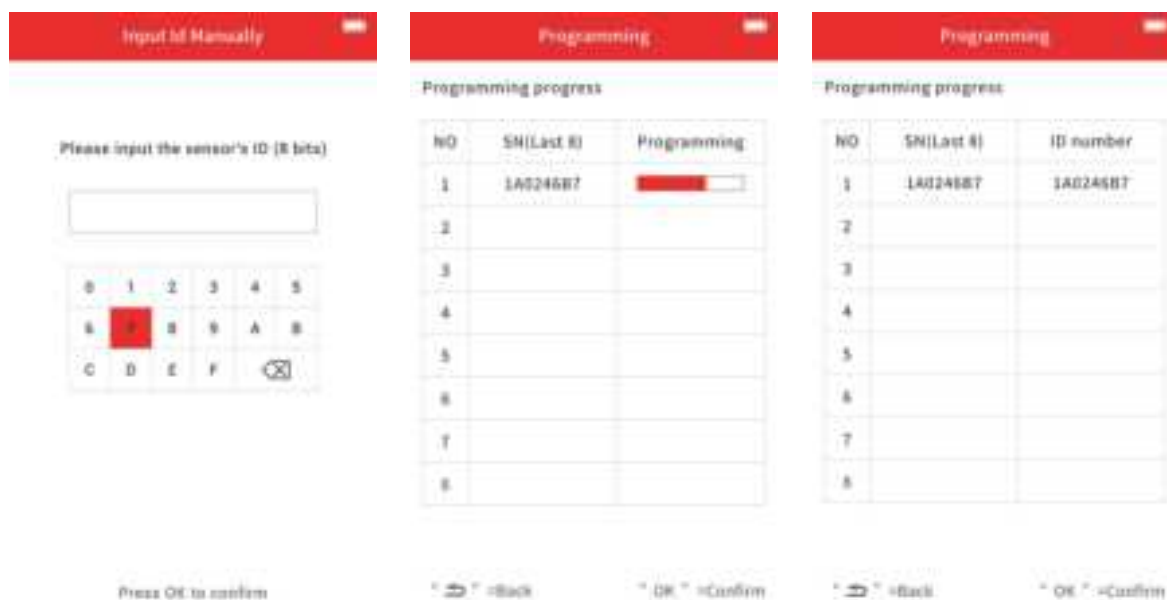 Input Id Manually
Please input the sensor's ID (8 bits)
0 1 2 3 4 5
6 7 8 9 A B
C D E F
Press OK to confirm
Programming
Programming progress
NO SN(Last 8) Programming
1 1A0246B7
2
3
4
5
6
7
8
" " =Back " OK " =Confirm
Programming
Programming progress
NO SN(Last 8) ID number
1 1A0246B7 1A0246B7
2
3
4
5
6
7
8
" " =Back " OK " =Confirm